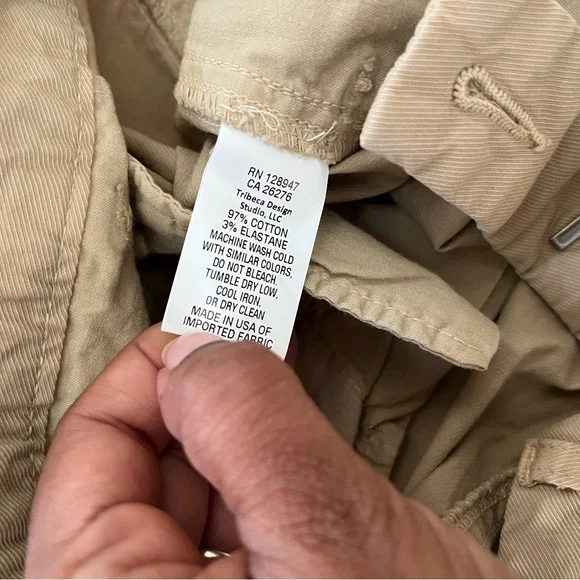 RN 128947
CA 26276
Tribeca Design
Studio, LLC
97% COTTON
3% ELASTANE
MACHINE WASH COLD
WITH SIMILAR COLORS,
DO NOT BLEACH.
TUMBLE DRY LOW,
COOL IRON.
OR DRY CLEAN
MADE IN USA OF
IMPORTED FABRIC